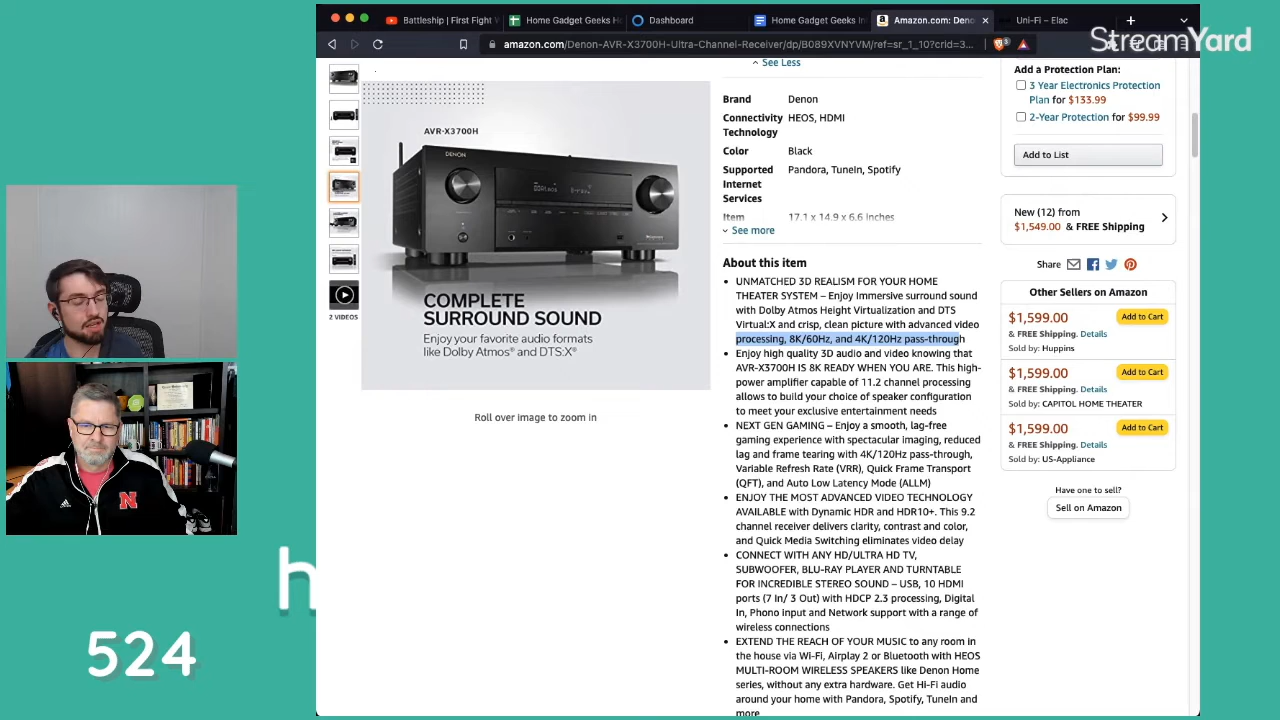 Battleship | First Fight
Home Gadget Geeks H
Dashboard
Home Gadget Geeks In
Amazon.com: Deno
Uni-Fi – Elac
amazon.com/Denon-AVR-X3700H-Ultra-Channel-Receiver/dp/B089XVNYVM/ref=sr_1_10?crid=3...
StreamYard
See Less
AVR-X3700H
DENON
COMPLETE
SURROUND SOUND
Enjoy your favorite audio formats
like Dolby Atmos® and DTS:X®
2 VIDEOS
Roll over image to zoom in
Brand Denon
Connectivity HEOS, HDMI
Technology
Color Black
Supported Pandora, TuneIn, Spotify
Internet
Services
Item 17.1 x 14.9 x 6.6 inches
See more
About this item
• UNMATCHED 3D REALISM FOR YOUR HOME
THEATER SYSTEM – Enjoy Immersive surround sound
with Dolby Atmos Height Virtualization and DTS
Virtual:X and crisp, clean picture with advanced video
processing, 8K/60Hz, and 4K/120Hz pass-through
• Enjoy high quality 3D audio and video knowing that
AVR-X3700H IS 8K READY WHEN YOU ARE. This high-
power amplifier capable of 11.2 channel processing
allows to build your choice of speaker configuration
to meet your exclusive entertainment needs
• NEXT GEN GAMING – Enjoy a smooth, lag-free
gaming experience with spectacular imaging, reduced
lag and frame tearing with 4K/120Hz pass-through,
Variable Refresh Rate (VRR), Quick Frame Transport
(QFT), and Auto Low Latency Mode (ALLM)
• ENJOY THE MOST ADVANCED VIDEO TECHNOLOGY
AVAILABLE with Dynamic HDR and HDR10+. This 9.2
channel receiver delivers clarity, contrast and color,
and Quick Media Switching eliminates video delay
• CONNECT WITH ANY HD/ULTRA HD TV,
SUBWOOFER, BLU-RAY PLAYER AND TURNTABLE
FOR INCREDIBLE STEREO SOUND – USB, 10 HDMI
ports (7 In/ 3 Out) with HDCP 2.3 processing, Digital
In, Phono input and Network support with a range of
wireless connections
• EXTEND THE REACH OF YOUR MUSIC to any room in
the house via Wi-Fi, Airplay 2 or Bluetooth with HEOS
MULTI-ROOM WIRELESS SPEAKERS like Denon Home
series, without any extra hardware. Get Hi-Fi audio
around your home with Pandora, Spotify, TuneIn and
more
Add a Protection Plan:
3 Year Electronics Protection
Plan for $133.99
2-Year Protection for $99.99
Add to List
New (12) from
$1,549.00 & FREE Shipping
Share
Other Sellers on Amazon
$1,599.00 Add to Cart
& FREE Shipping. Details
Sold by: Huppins
$1,599.00 Add to Cart
& FREE Shipping. Details
Sold by: CAPITOL HOME THEATER
$1,599.00 Add to Cart
& FREE Shipping. Details
Sold by: US-Appliance
Have one to sell?
Sell on Amazon
N
h
524